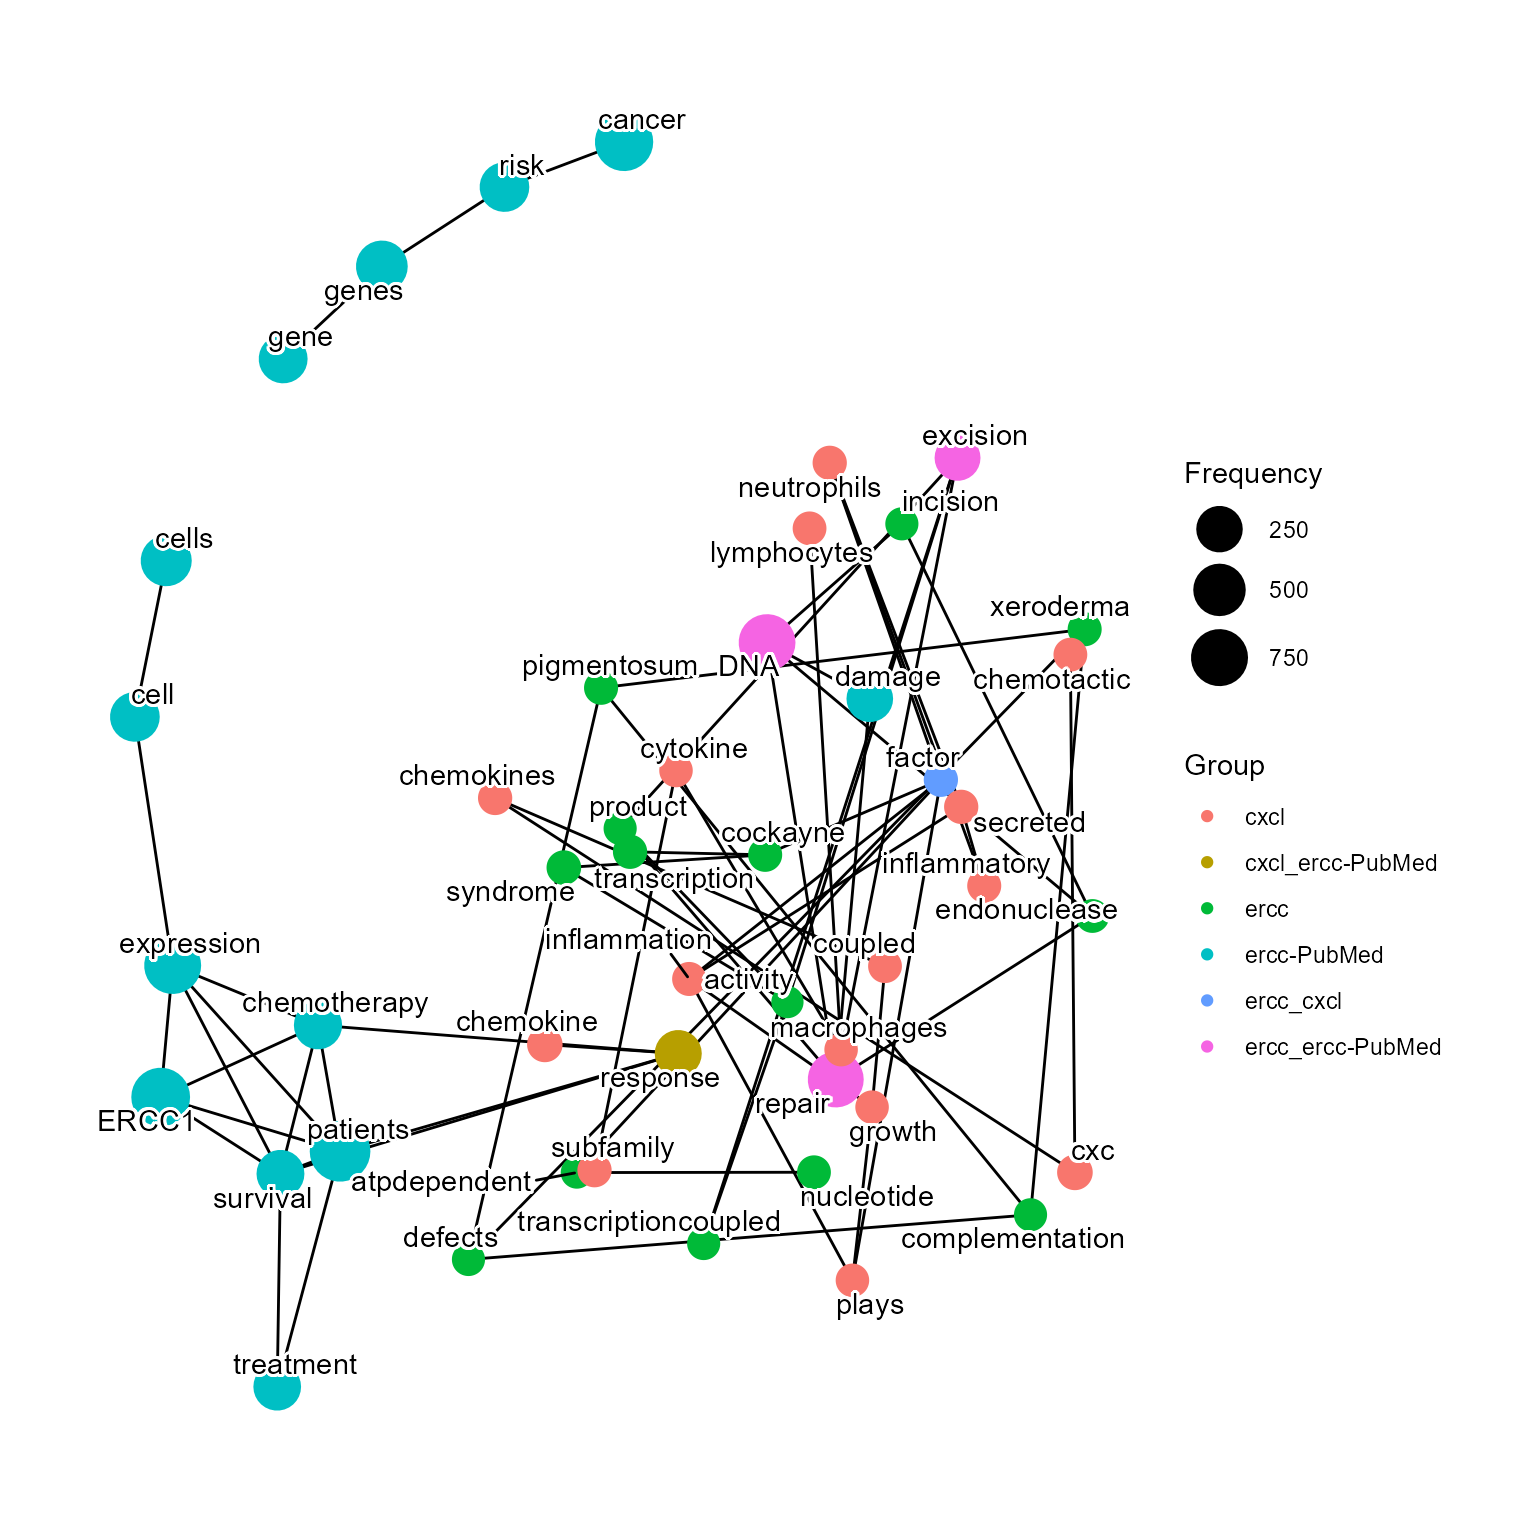 cancer
risk
genes
gene
excision
neutrophils
incision
lymphocytes
cells
xeroderma
pigmentosum
DNA
damage
chemotactic
cell
cytokine
factor
chemokines
product
cockayne
secreted
transcription
inflammatory
syndrome
endonuclease
expression
inflammation
coupled
activity
chemotherapy
chemokine
macrophages
response
repair
ERCC1
patients
growth
subfamily
cxc
atpdependent
survival
nucleotide
transcriptioncoupled
defects
complementation
plays
treatment
Frequency
250
500
750
Group
cxcl
cxcl_ercc-PubMed
ercc
ercc-PubMed
ercc_cxcl
ercc_ercc-PubMed